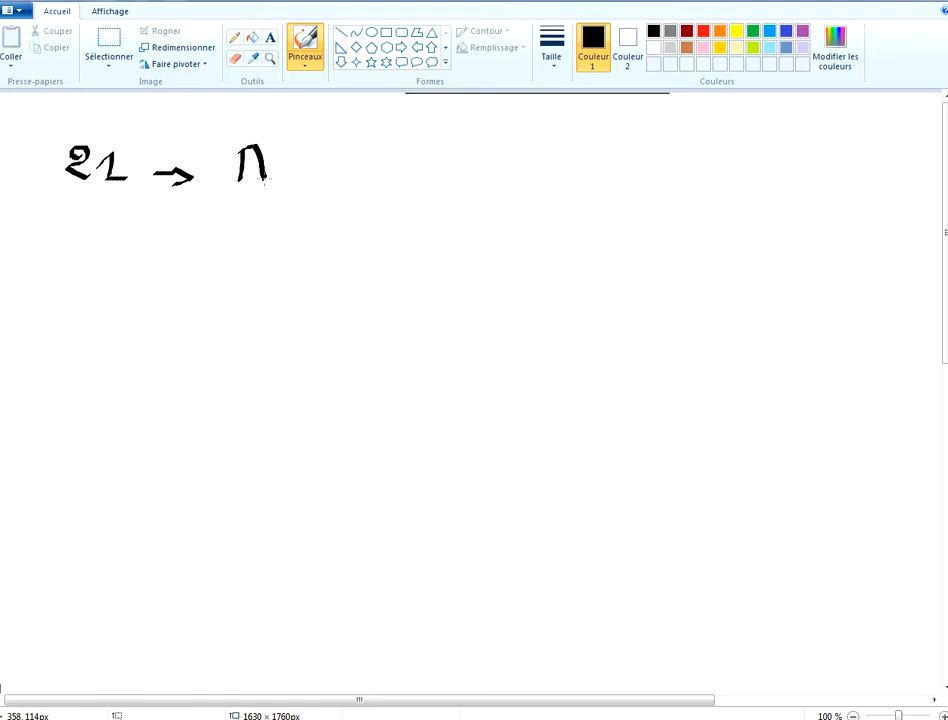 Accueil Affichage
Coller
Couper
Copier
Presse-papiers
Sélectionner
Rogner
Redimensionner
Faire pivoter
Image
A
Outils
Pinceaux
Contour
Remplissage
Formes
Taille
Couleur 1
Couleur 2
Modifier les couleurs
Couleurs
21 → n
358, 114px
1630 × 1760px
100 %